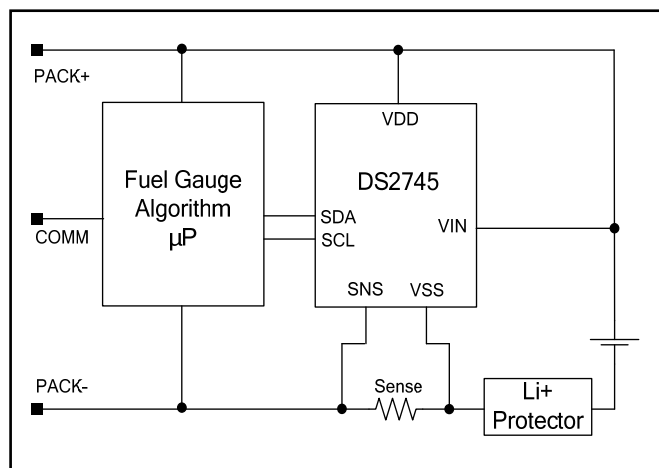 PACK+
VDD
Fuel Gauge
Algorithm
µP
DS2745
COMM
SDA
SCL
VIN
SNS
VSS
PACK-
Sense
Li+
Protector